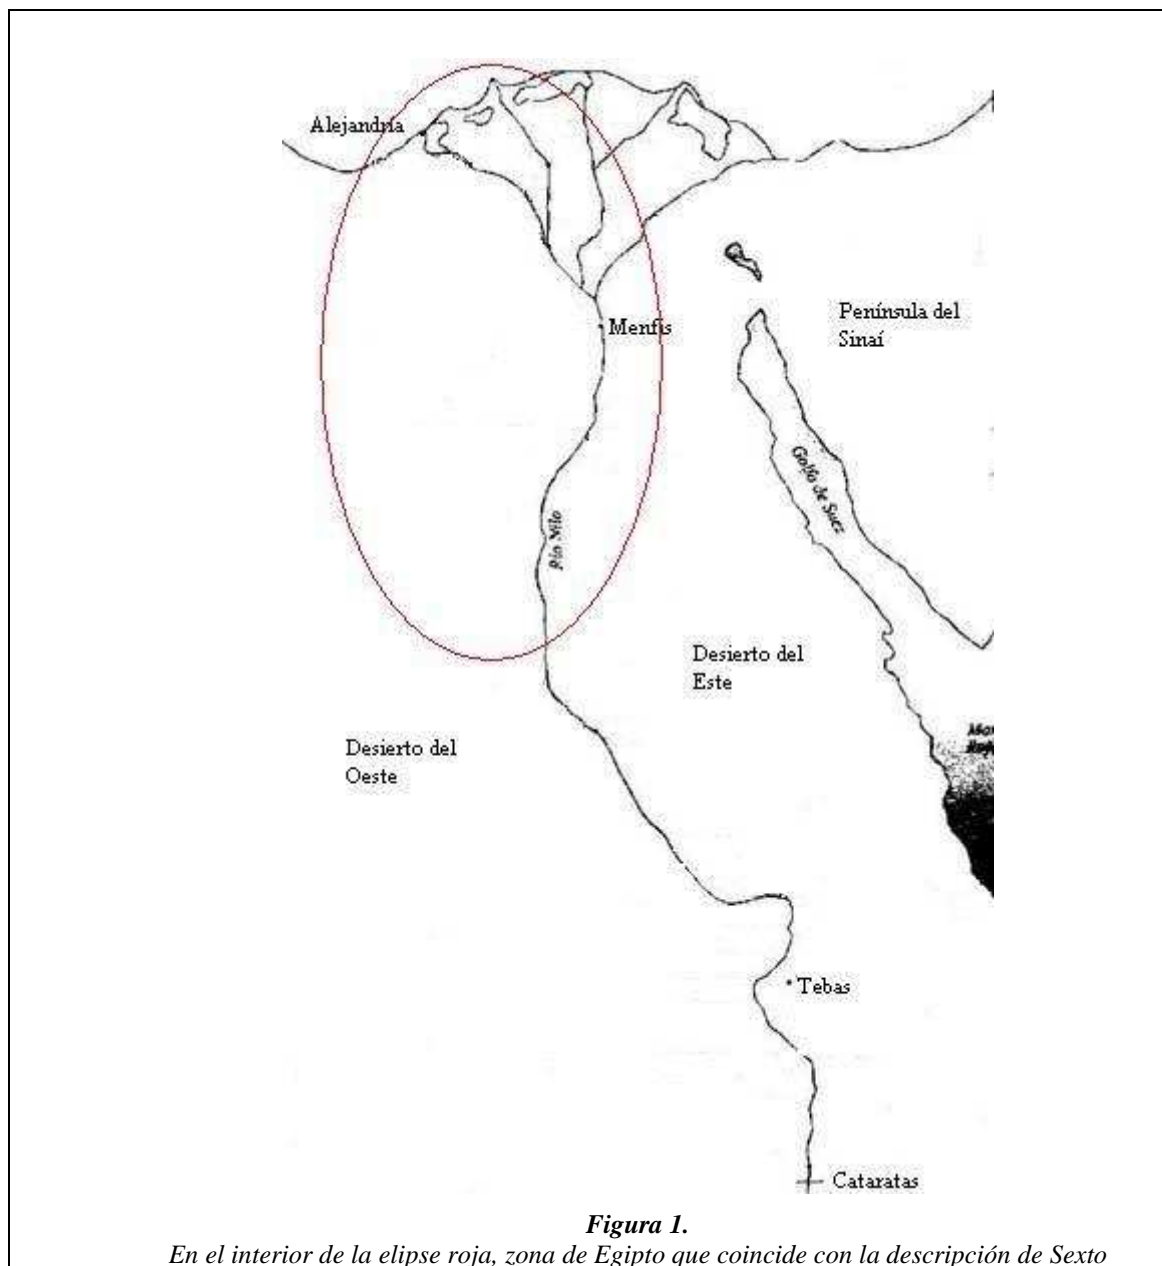 Alejandría
Menfis
Península del
Sinaí
Golfo de Suez
Río Nilo
Desierto del
Este
Desierto del
Oeste
Mar
Tebas
Cataratas
Figura 1.
En el interior de la elipse roja, zona de Egipto que coincide con la descripción de Sexto